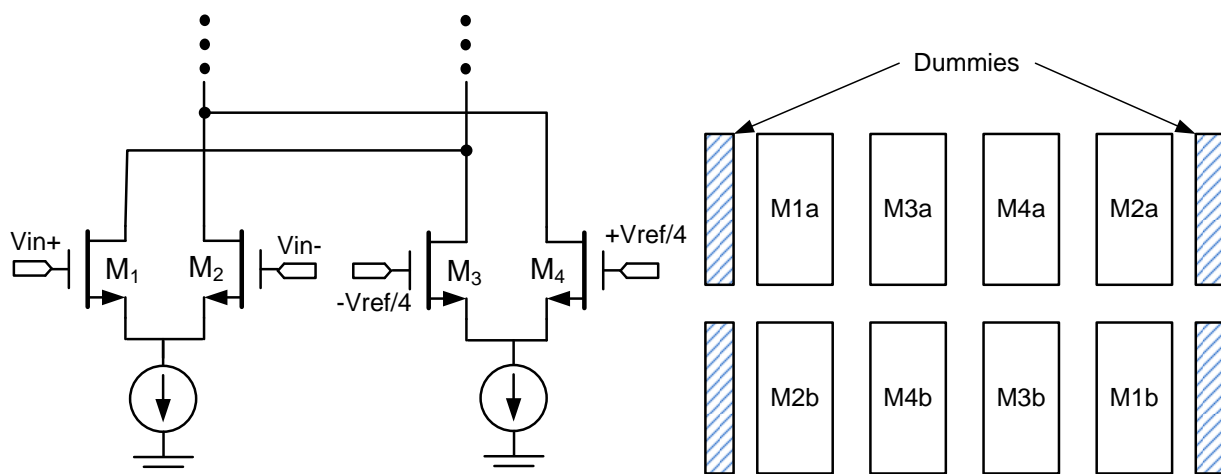 Dummies
Vin+
M1
M2
Vin-
-Vref/4
M3
M4
+Vref/4
M1a
M3a
M4a
M2a
M2b
M4b
M3b
M1b